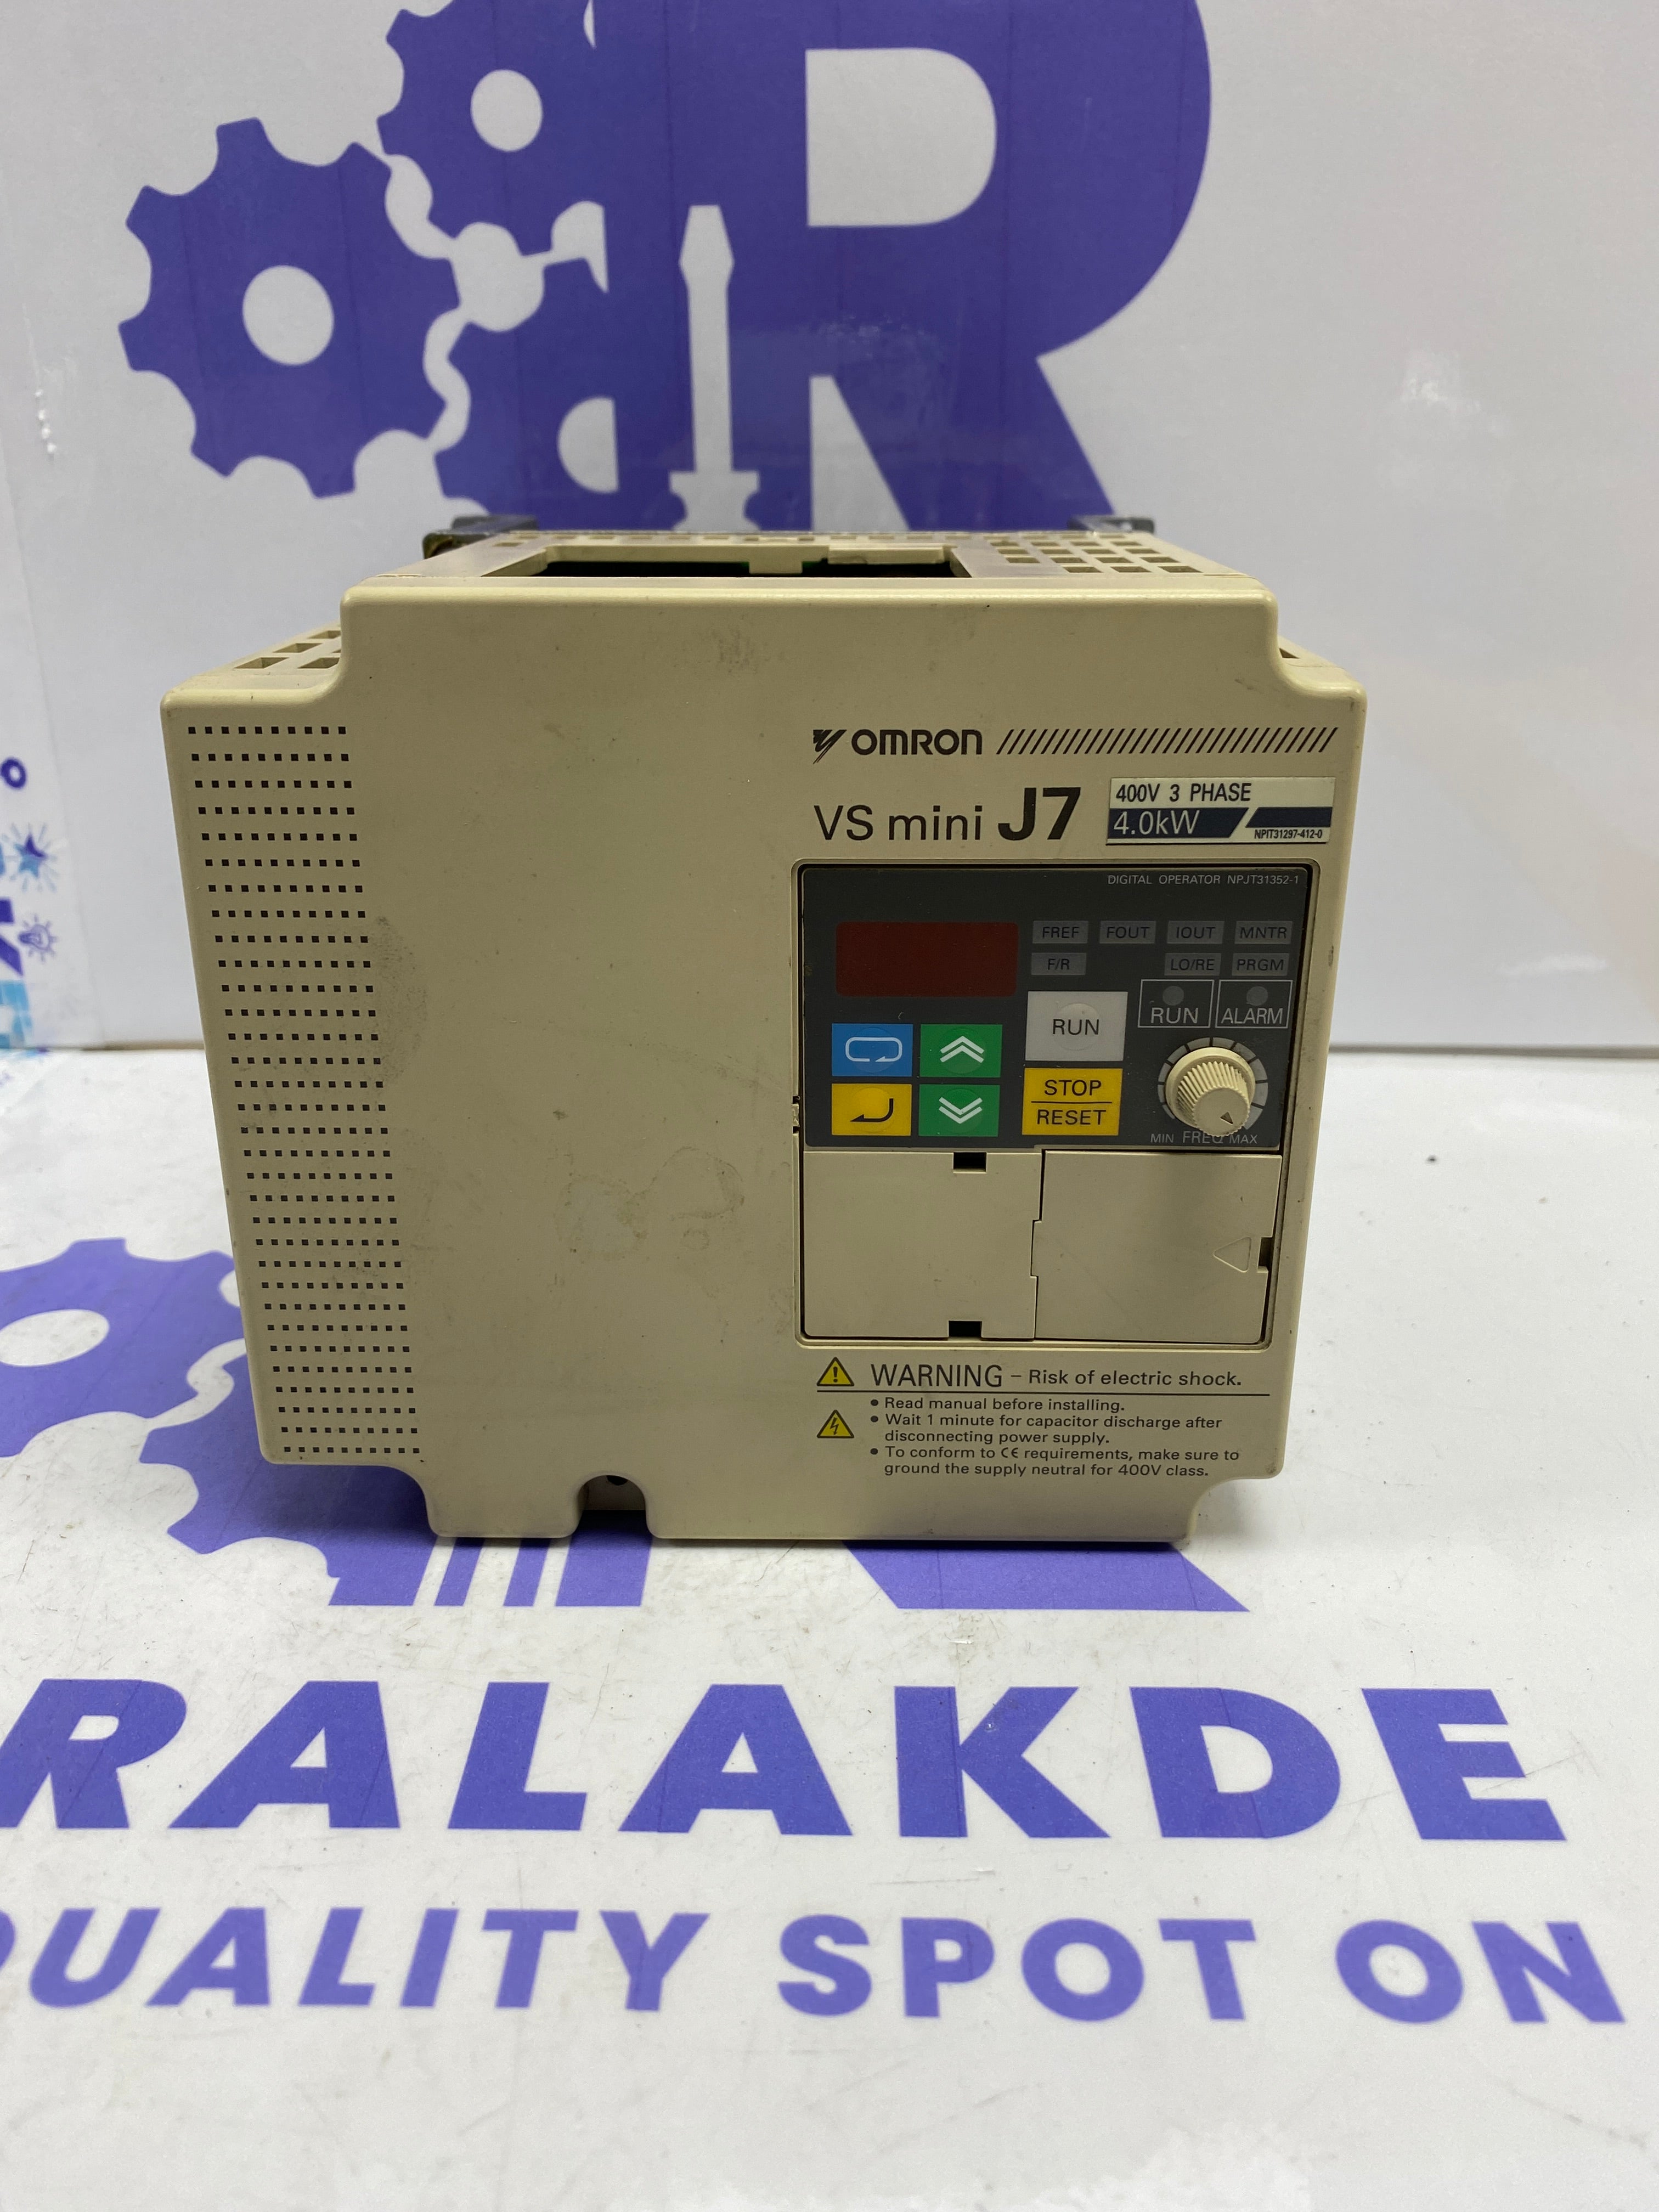 OMRON
VS mini J7
400V 3 PHASE
4.0kW
NPIT31297-412-0
DIGITAL OPERATOR NPJT31352-1
FREF FOUT IOUT MNTR
F/R LO/RE PRGM
RUN RUN ALARM
STOP
RESET
MIN FREQ MAX
WARNING - Risk of electric shock.
• Read manual before installing.
• Wait 1 minute for capacitor discharge after
disconnecting power supply.
• To conform to CE requirements, make sure to
ground the supply neutral for 400V class.
RALAKDE
QUALITY SPOT ON